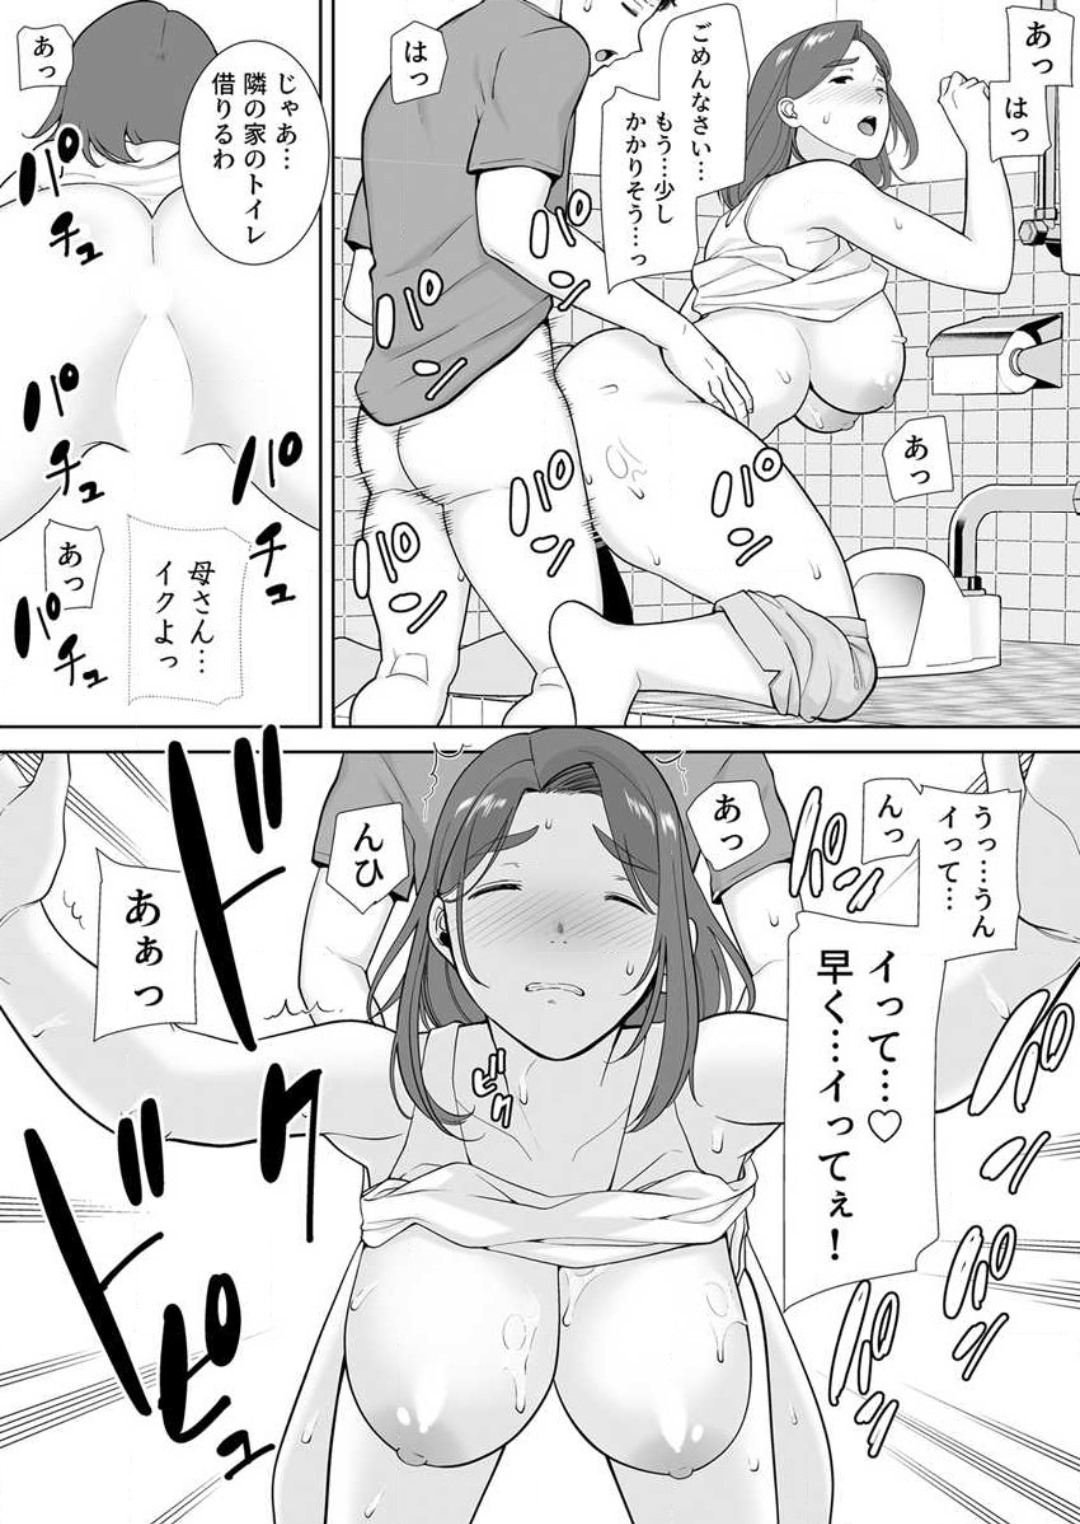 あっ
はっ
ごめんなさい…
もう…少し
かかりそう…っ
はっ
あっ
パン
パン
パン
パン
パン
じゃあ…
隣の家のトイレ
借りるわ
あっ
パチュ
パチュ
パチュ
パチュ
母さん…
イクよっ
あっ
うっ…うん
イって…
んっ
イって…♡
早く…イってぇ！
あっ
んひ
あぁっ
ビク
ドク
ドピュ